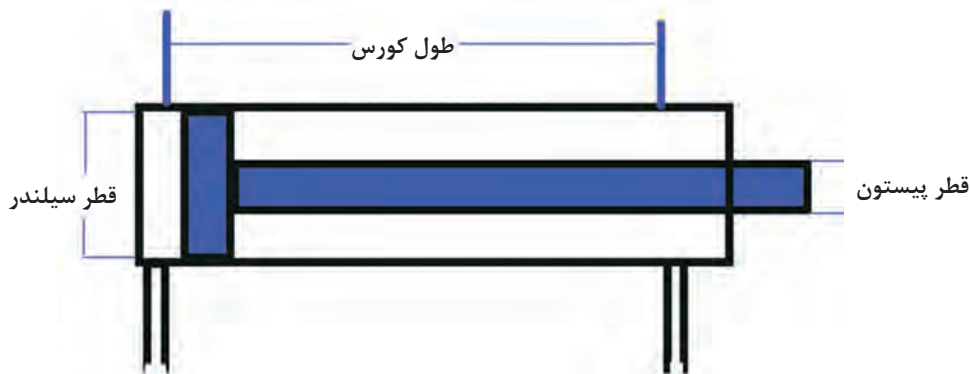 طول کورس
قطر پیستون
قطر سیلندر